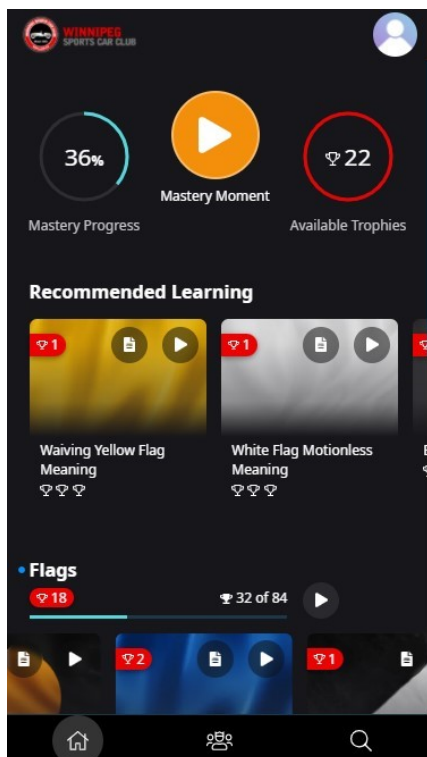 WINNIPEG
SPORTS CAR CLUB
36%
22
Mastery Moment
Mastery Progress
Available Trophies
Recommended Learning
1
1
Waiving Yellow Flag
Meaning
White Flag Motionless
Meaning
Flags
18
32 of 84
2
1